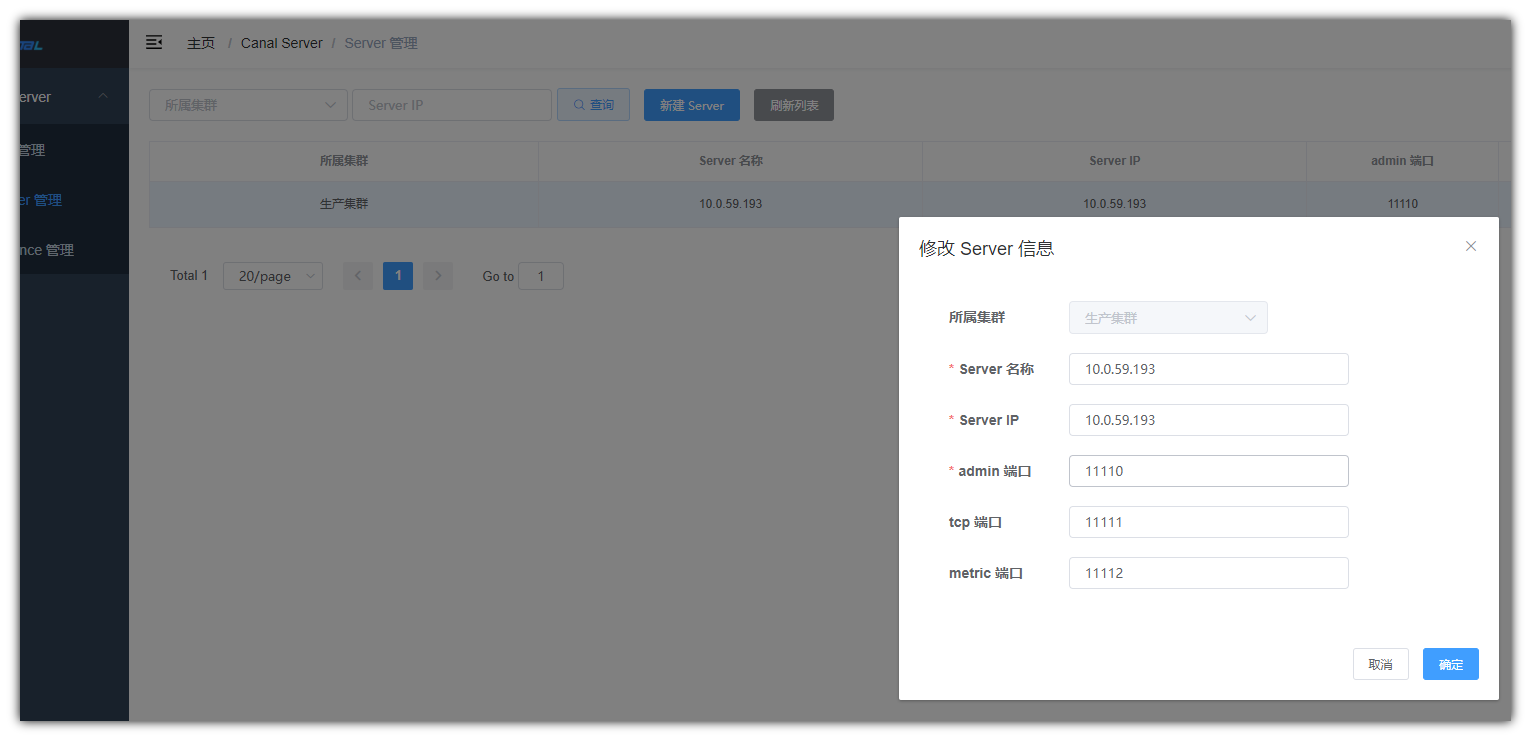 主页 / Canal Server / Server 管理
erver
管理
er 管理
nce 管理
所属集群 Server IP 查询 新建 Server 刷新列表
所属集群 Server 名称 Server IP admin 端口
生产集群 10.0.59.193 10.0.59.193 11110
Total 1 20/page 1 Go to 1
修改 Server 信息
所属集群 生产集群
* Server 名称 10.0.59.193
* Server IP 10.0.59.193
* admin 端口 11110
tcp 端口 11111
metric 端口 11112
取消 确定